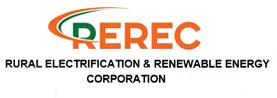 REREC
RURAL ELECTRIFICATION & RENEWABLE ENERGY
CORPORATION